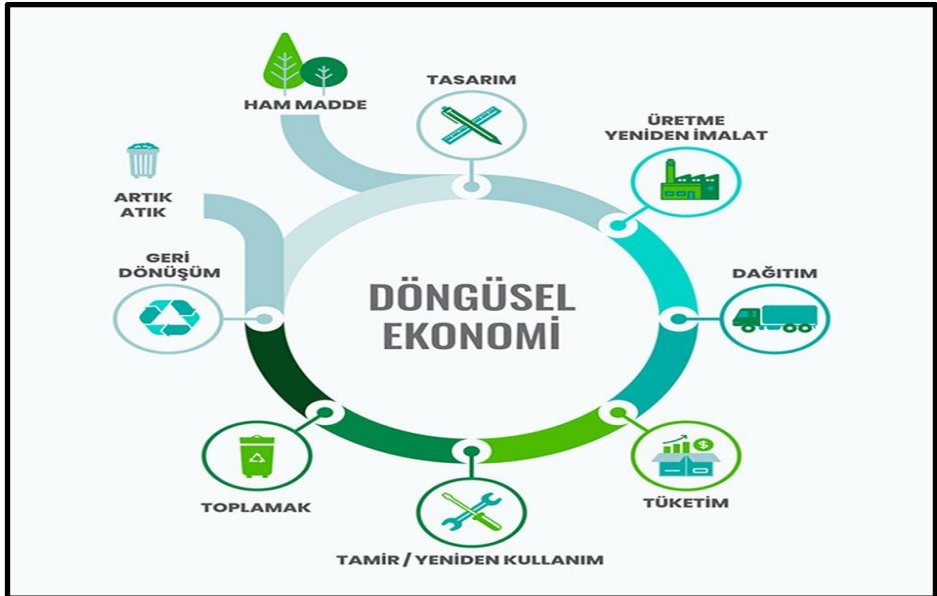 HAM MADDE
TASARIM
ÜRETME
YENİDEN İMALAT
DAĞITIM
TÜKETİM
TAMİR / YENİDEN KULLANIM
TOPLAMAK
GERİ
DÖNÜŞÜM
ARTIK
ATIK
DÖNGÜSEL
EKONOMİ
$